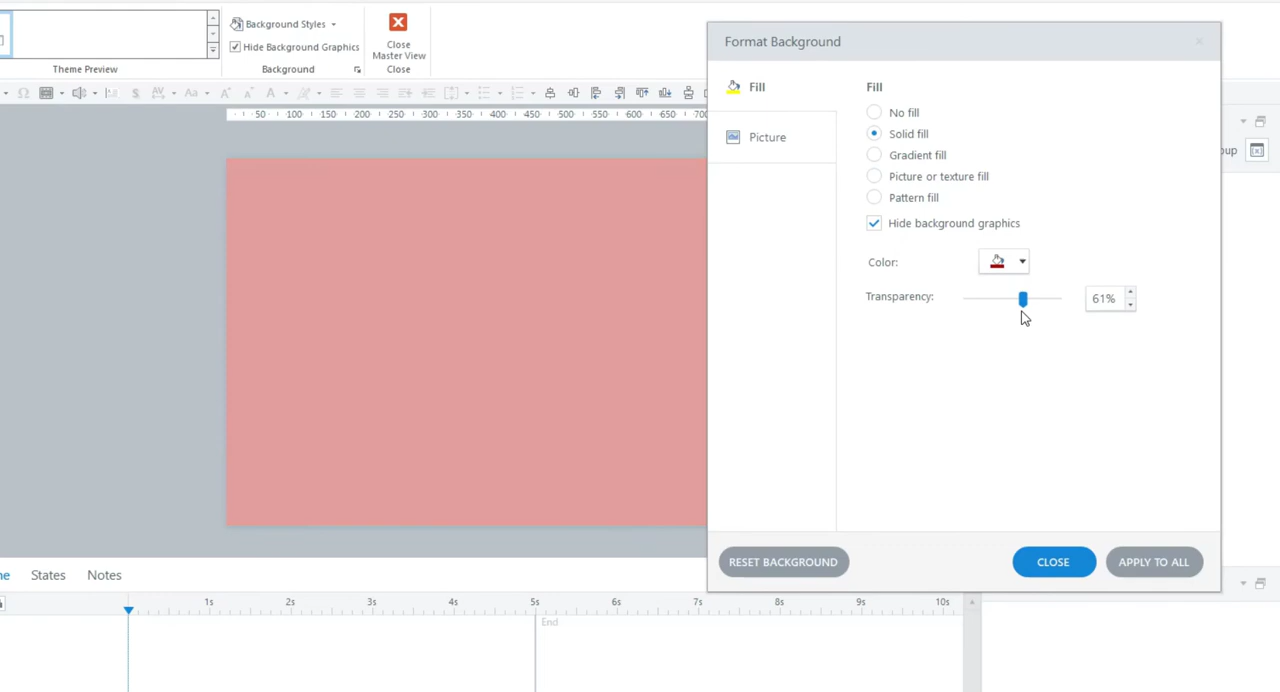 Background Styles
Hide Background Graphics
Close
Master View
Theme Preview
Background
Close
Aa
A
A
A
50 100 150 200 250 300 350 400 450 500 550 600 650 700
Format Background
Fill
Picture
Fill
No fill
Solid fill
Gradient fill
Picture or texture fill
Pattern fill
Hide background graphics
Color:
Transparency:
61%
RESET BACKGROUND
CLOSE
APPLY TO ALL
States
Notes
1s 2s 3s 4s 5s 6s 7s 8s 9s 10s
End